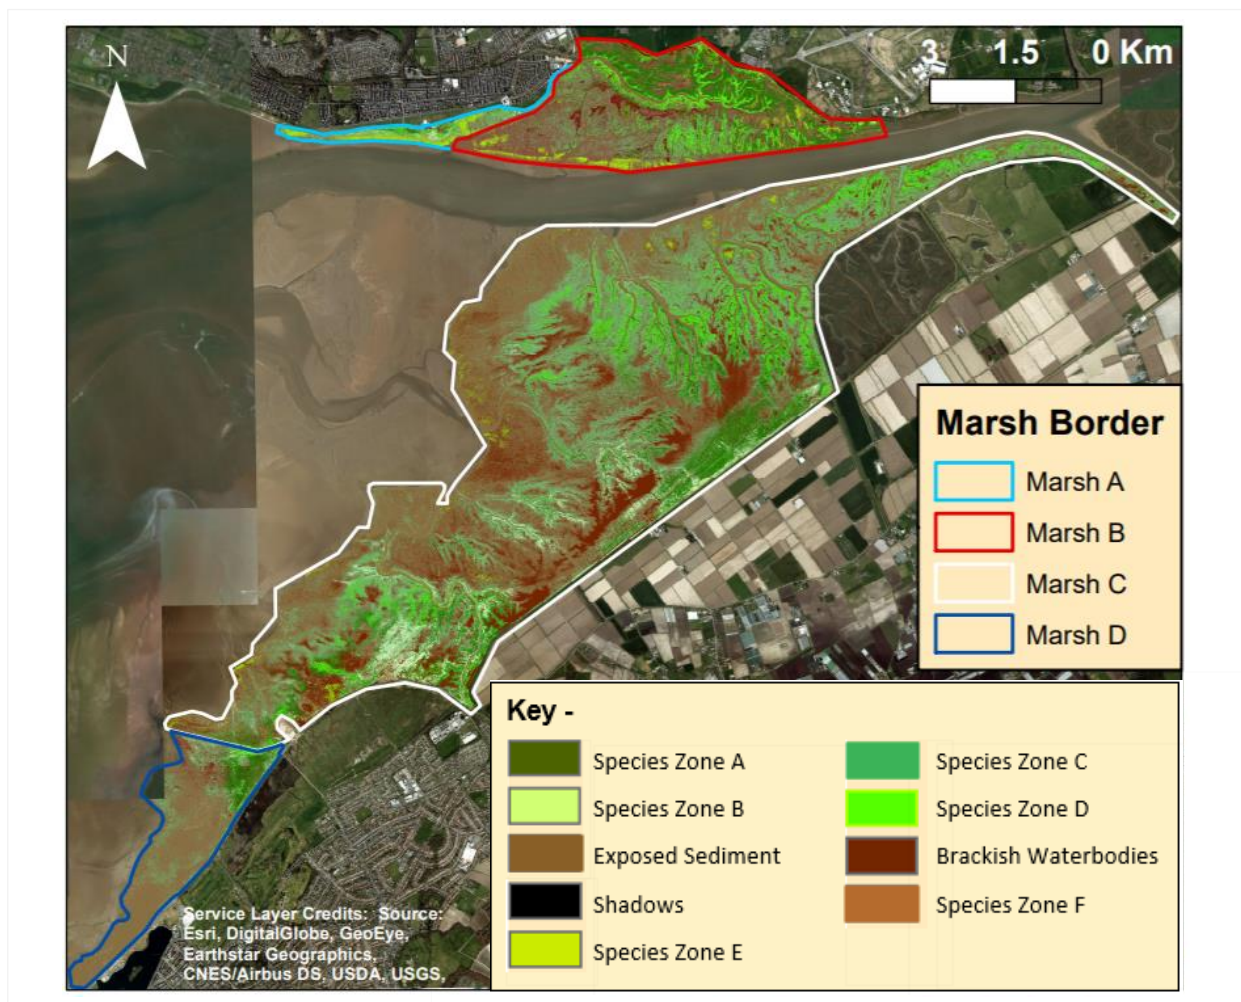 N
3 1.5 0 Km
Marsh Border
Marsh A
Marsh B
Marsh C
Marsh D
Key -
Species Zone A
Species Zone B
Exposed Sediment
Shadows
Species Zone E
Species Zone C
Species Zone D
Brackish Waterbodies
Species Zone F
Service Layer Credits: Source:
Esri, DigitalGlobe, GeoEye,
Earthstar Geographics,
CNES/Airbus DS, USDA, USGS,